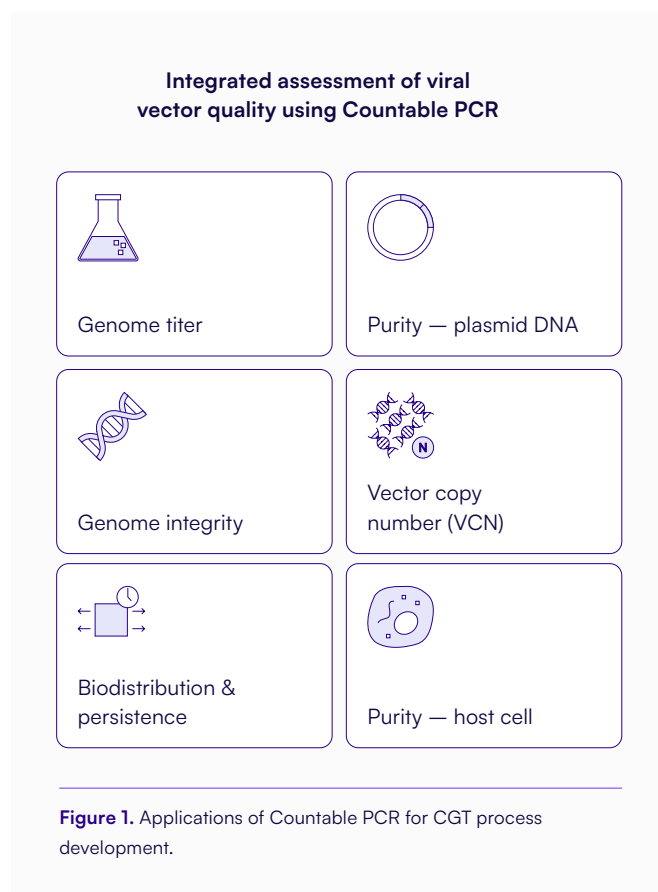 Integrated assessment of viral
vector quality using Countable PCR
Genome titer
Purity — plasmid DNA
Genome integrity
N
Vector copy
number (VCN)
Biodistribution &
persistence
Purity — host cell
Figure 1. Applications of Countable PCR for CGT process
development.